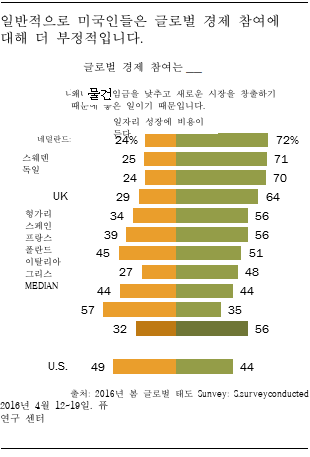 일반적으로 미국인들은 글로벌 경제 참여에
대해 더 부정적입니다.
글로벌 경제 참여는 ___
물건 임금을 낮추고 새로운 시장을 창출하기
때문에 좋은 일이기 때문입니다.
일자리 성장에 비용이
든다
네덜란드: 24% 72%
스웨덴 25 71
독일 24 70
UK 29 64
헝가리 34 56
스페인 39 56
프랑스 45 51
폴란드 27 48
이탈리아 44 44
그리스 57 35
MEDIAN 32 56
U.S. 49 44
출처: 2016년 봄 글로벌 태도 Survey: Q.surveyconducted
2016년 4월 12-19일. 퓨
연구 센터